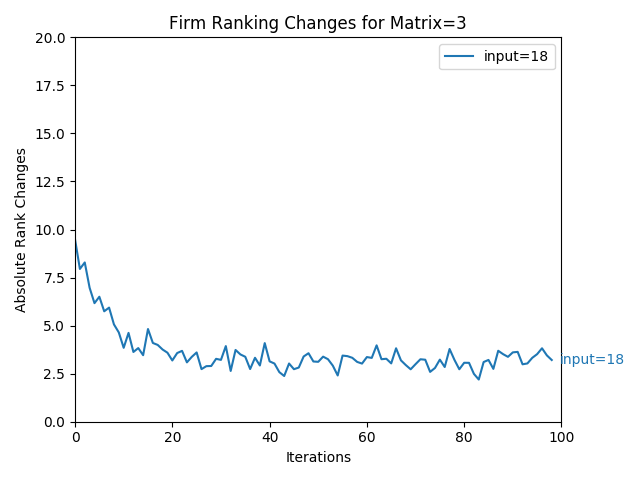 Firm Ranking Changes for Matrix=3
input=18
Absolute Rank Changes
20.0
17.5
15.0
12.5
10.0
7.5
5.0
2.5
0.0
input=18
0 20 40 60 80 100
Iterations